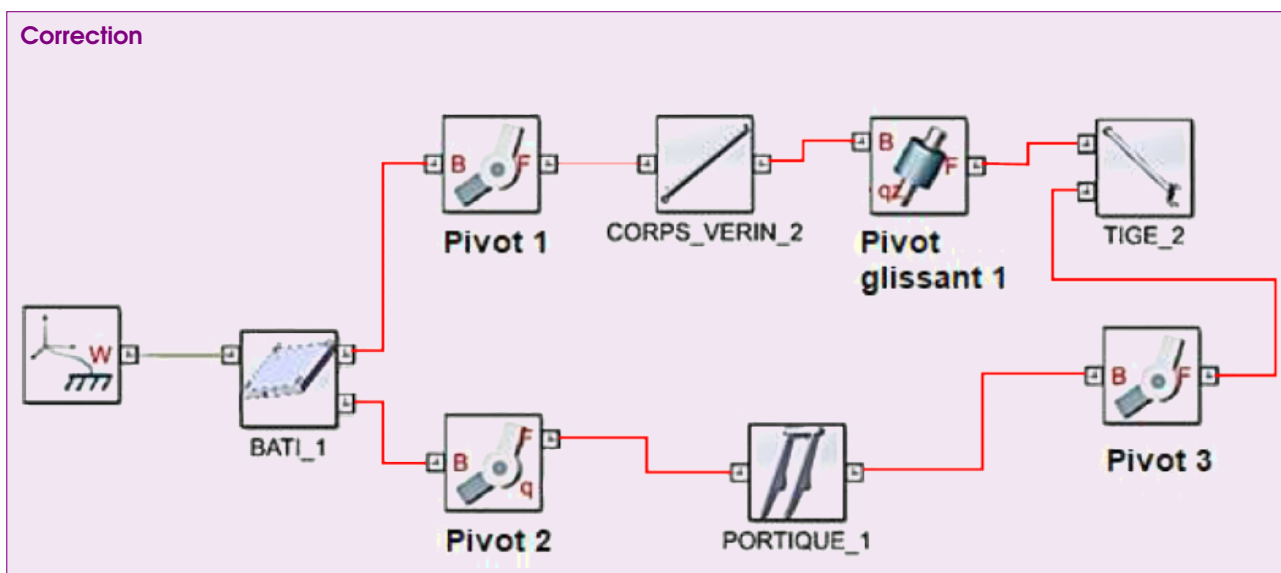 Correction
B F
Pivot 1
CORPS_VERIN_2
B F
qz
Pivot
glissant 1
TIGE_2
W
BATI_1
B F
q
Pivot 2
PORTIQUE_1
B F
Pivot 3